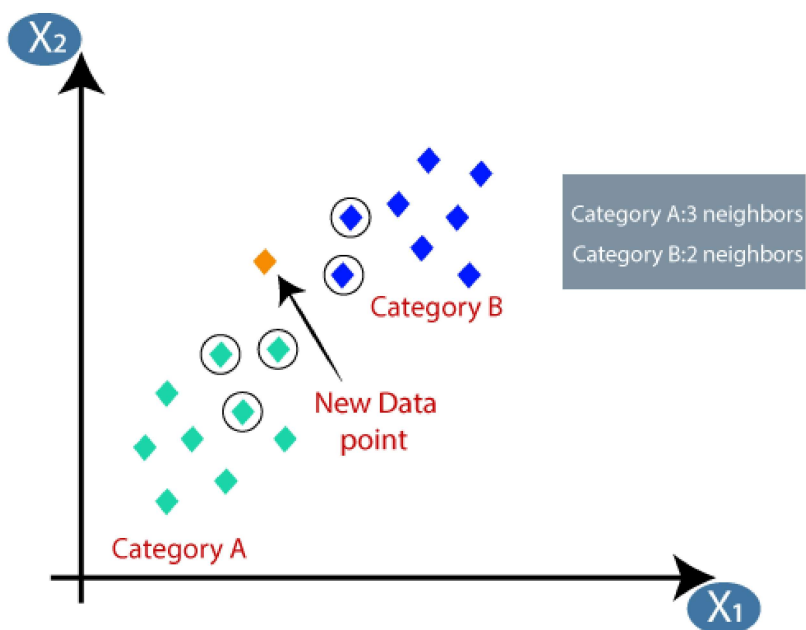 X2
Category A:3 neighbors
Category B:2 neighbors
Category B
New Data
point
Category A
X1